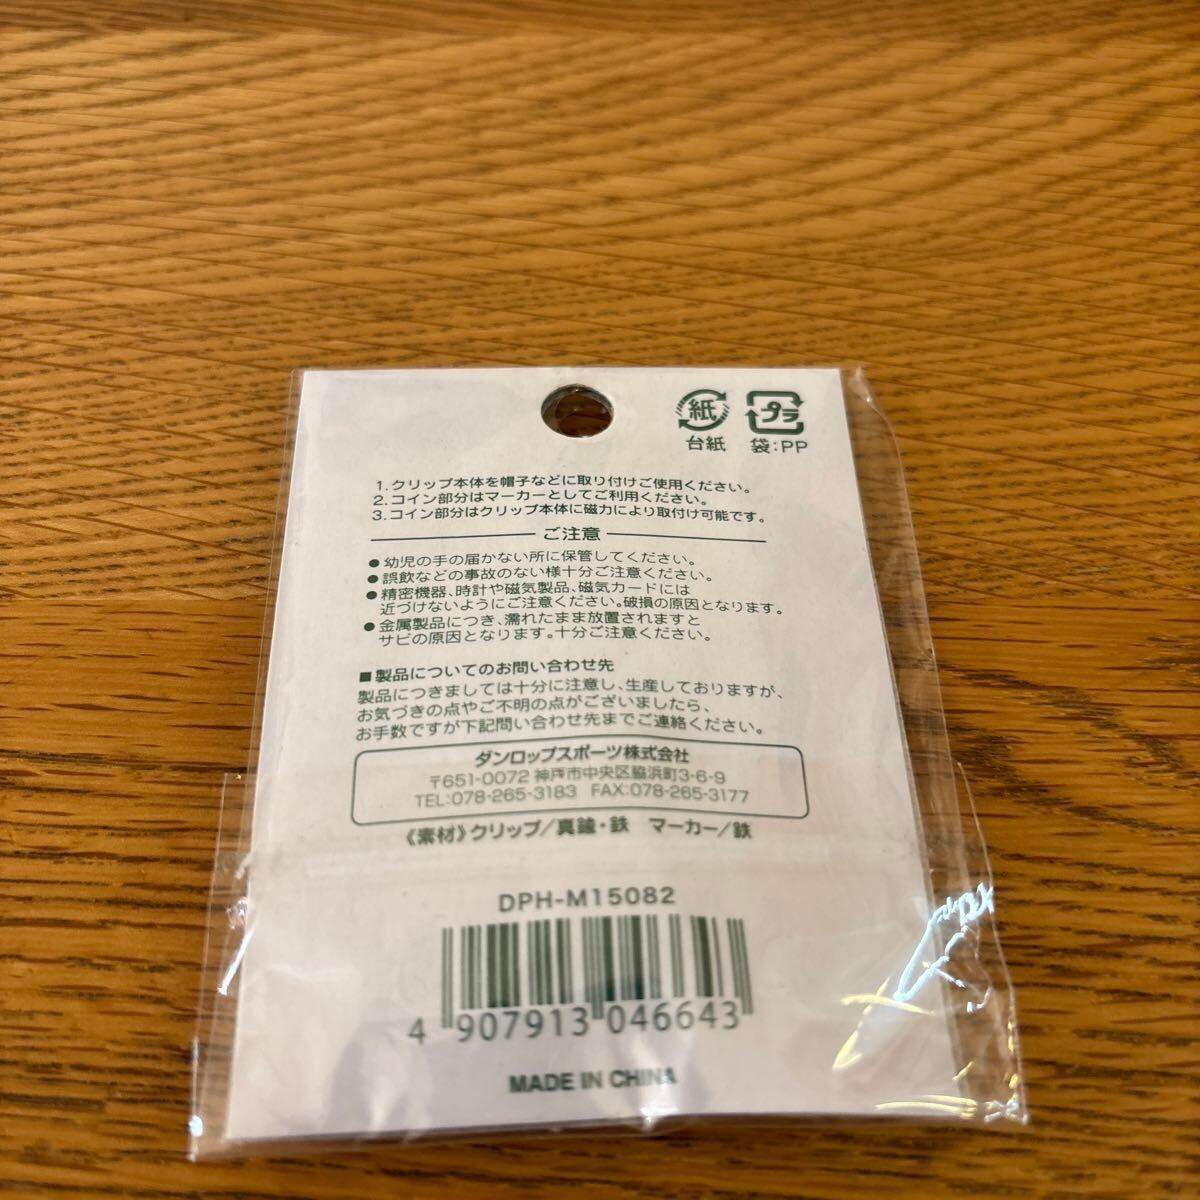 紙
台紙
プラ
袋:PP
1.クリップ本体を帽子などに取り付けご使用ください。
2.コイン部分はマーカーとしてご利用ください。
3.コイン部分はクリップ本体に磁力により取付け可能です。
ご注意
●幼児の手の届かない所に保管してください。
●誤飲などの事故のない様十分ご注意ください。
●精密機器、時計や磁気製品、磁気カードには
近づけないようにご注意ください。破損の原因となります。
●金属製品につき、濡れたまま放置されますと
サビの原因となります。十分ご注意ください。
■製品についてのお問い合わせ先
製品につきましては十分に注意し、生産しておりますが、
お気づきの点やご不明の点がございましたら、
お手数ですが下記問い合わせ先までご連絡ください。
ダンロップスポーツ株式会社
〒651-0072 神戸市中央区脇浜町3-6-9
TEL:078-265-3183 FAX:078-265-3177
《素材》クリップ/真鍮・鉄 マーカー/鉄
DPH-M15082
4 907913 046643
MADE IN CHINA